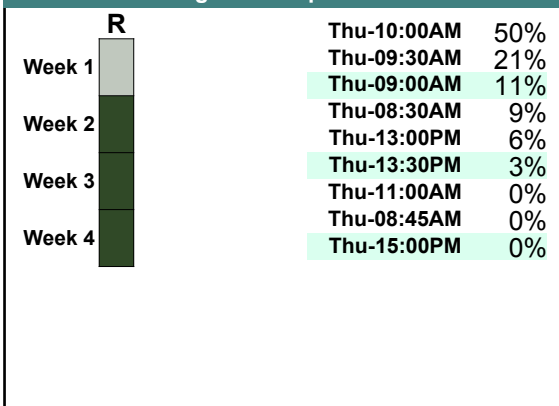 R
Week 1
Week 2
Week 3
Week 4
Thu-10:00AM 50%
Thu-09:30AM 21%
Thu-09:00AM 11%
Thu-08:30AM 9%
Thu-13:00PM 6%
Thu-13:30PM 3%
Thu-11:00AM 0%
Thu-08:45AM 0%
Thu-15:00PM 0%